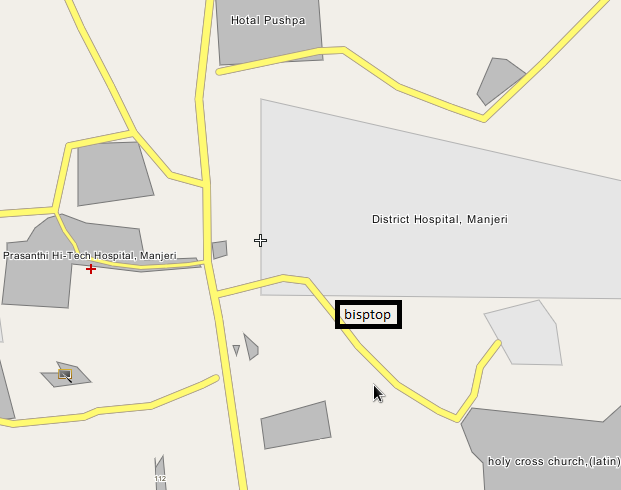 Hotal Pushpa
District Hospital, Manjeri
Prasanthi Hi-Tech Hospital, Manjeri
bisptop
holy cross church,(latin)
112